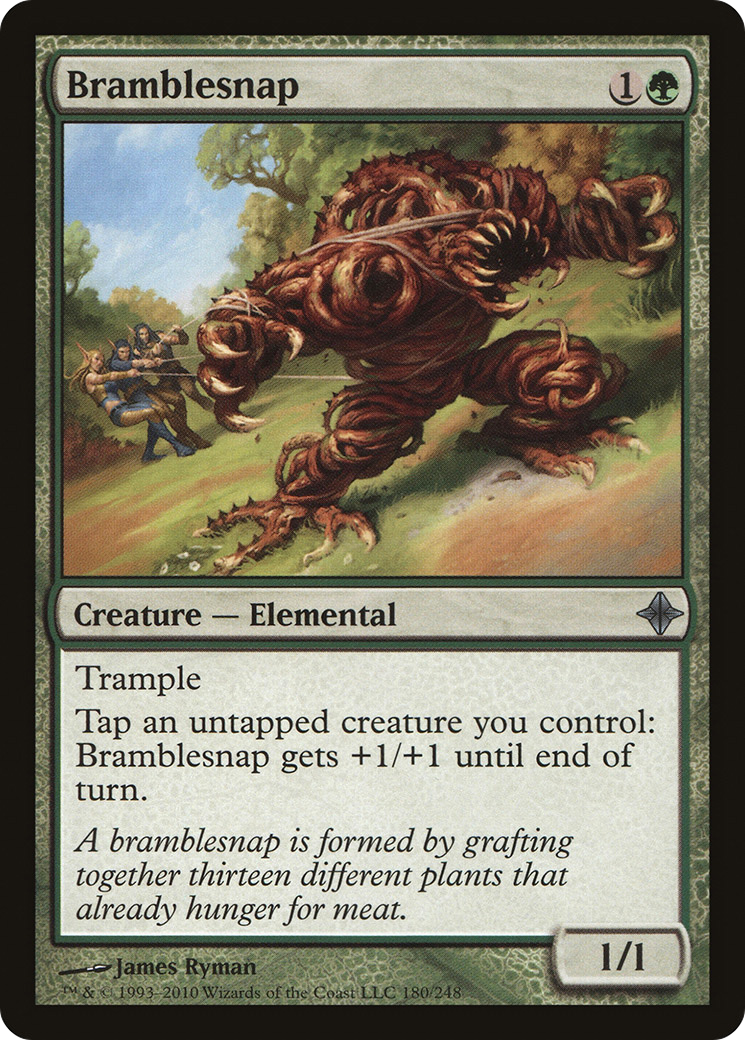 Bramblesnap 1
Creature — Elemental
Trample
Tap an untapped creature you control:
Bramblesnap gets +1/+1 until end of
turn.
A bramblesnap is formed by grafting
together thirteen different plants that
already hunger for meat.
1/1
James Ryman
™ & © 1993–2010 Wizards of the Coast LLC 180/248